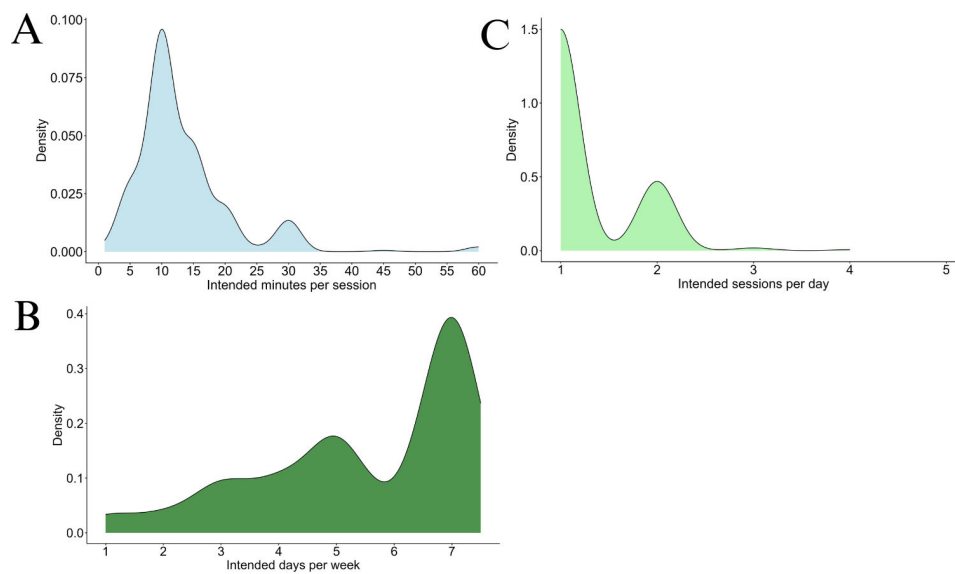 A
0.100
0.075
0.050
0.025
0.000
Density
0 5 10 15 20 25 30 35 40 45 50 55 60
Intended minutes per session
C
1.5
1.0
0.5
0.0
Density
1 2 3 4 5
Intended sessions per day
B
0.4
0.3
0.2
0.1
0.0
Density
1 2 3 4 5 6 7
Intended days per week